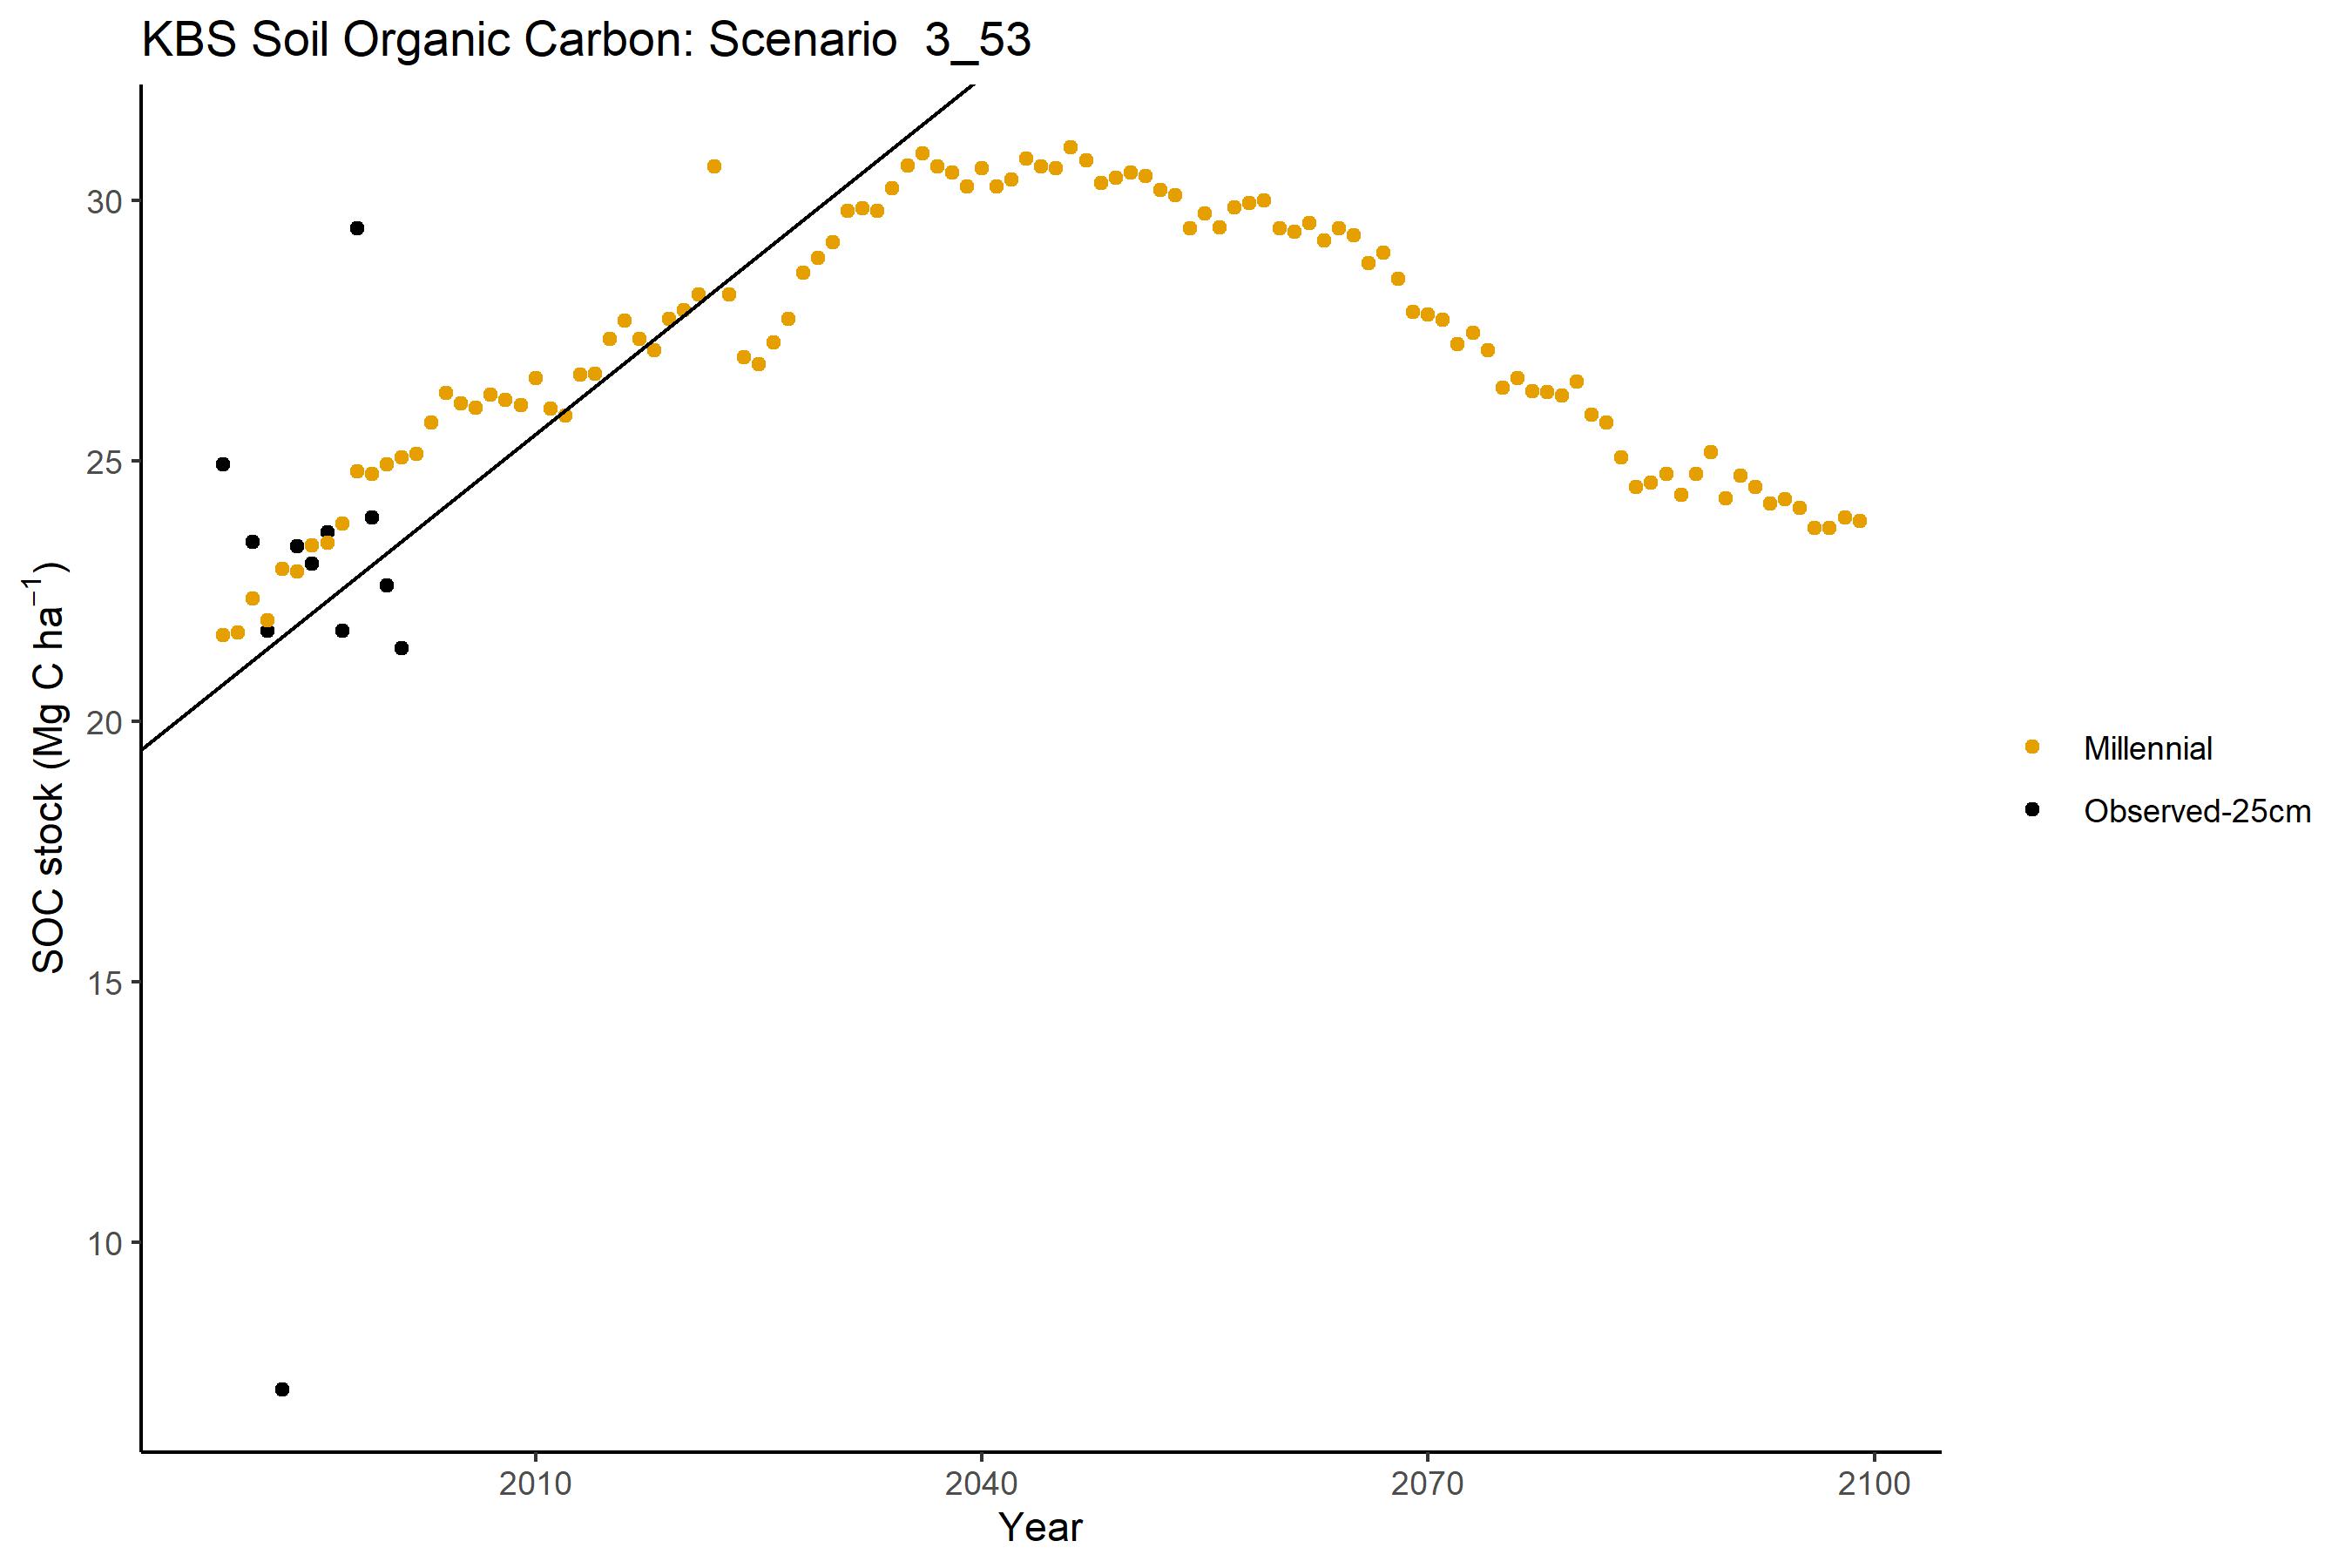 KBS Soil Organic Carbon: Scenario  3_53
SOC stock (Mg C ha−1)
30
25
20
15
10
2010 2040 2070 2100
Year
Millennial
Observed-25cm